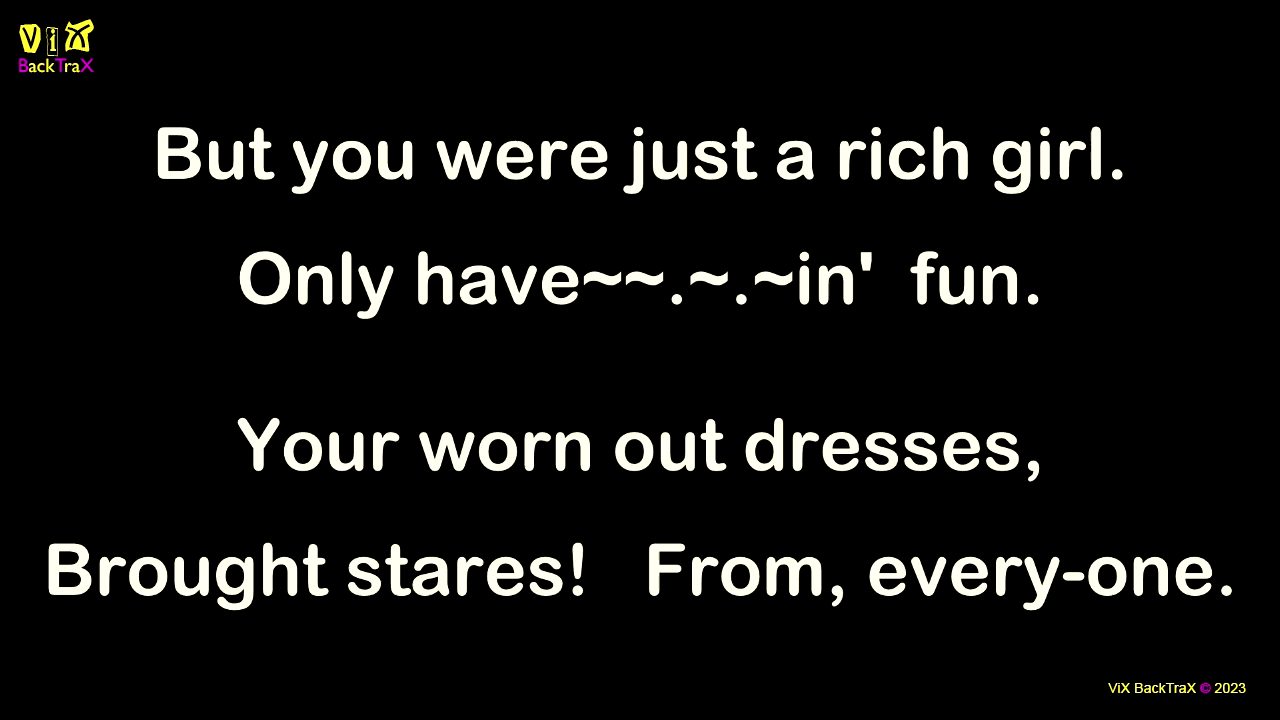 ViX
BackTraX
But you were just a rich girl.
Only have~~.~.~in'  fun.
Your worn out dresses,
Brought stares!   From, every-one.
ViX BackTraX © 2023